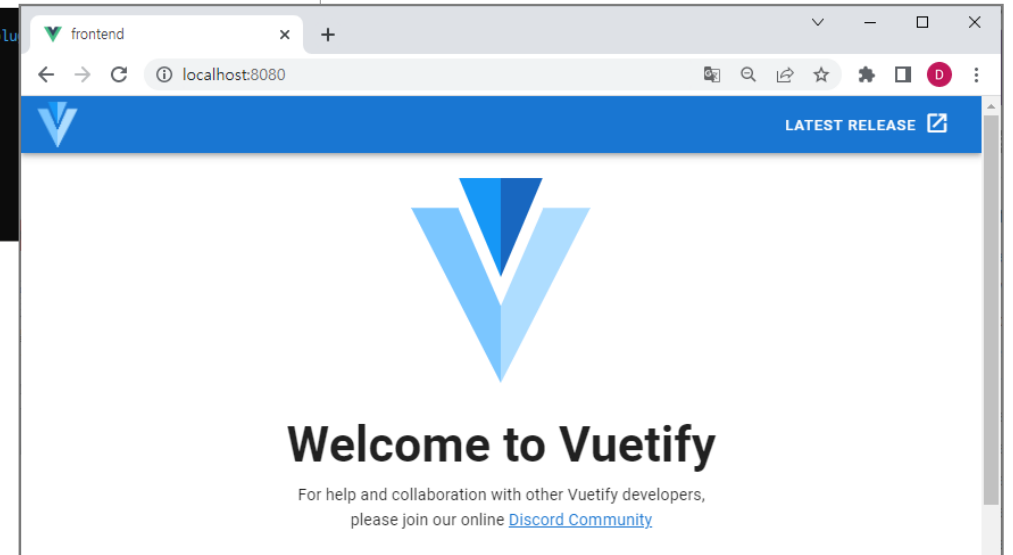 frontend
localhost:8080
D
LATEST RELEASE
Welcome to Vuetify
For help and collaboration with other Vuetify developers,
please join our online Discord Community